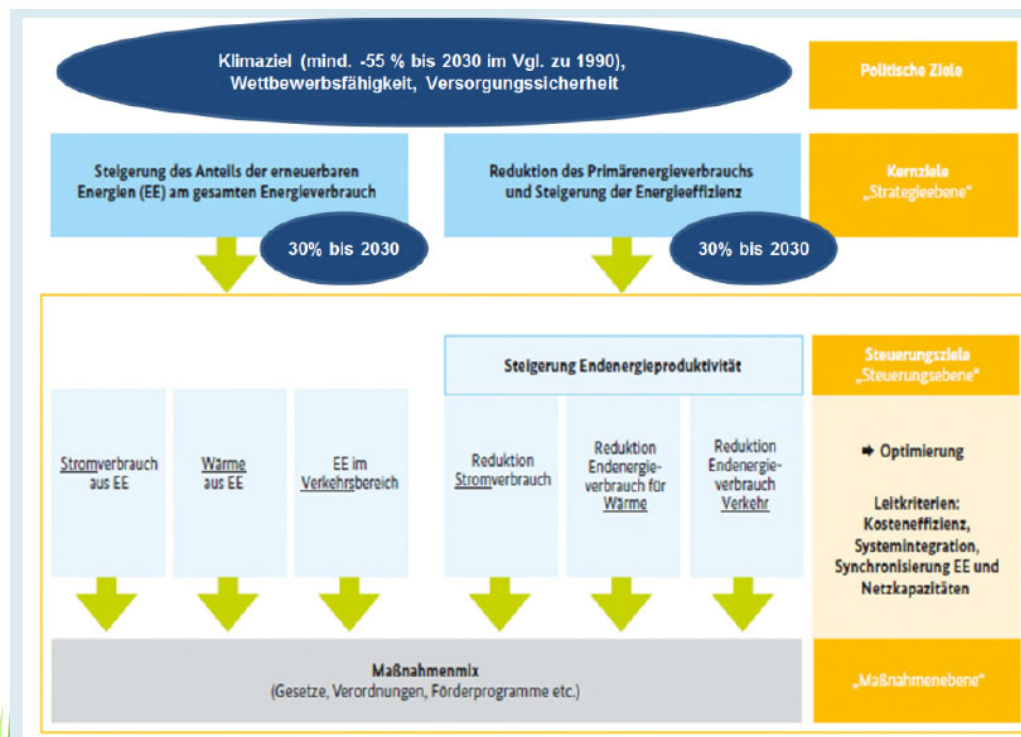 Klimaziel (mind. -55 % bis 2030 im Vgl. zu 1990),
Wettbewerbsfähigkeit, Versorgungssicherheit
Politische Ziele
Steigerung des Anteils der erneuerbaren
Energien (EE) am gesamten Energieverbrauch
Reduktion des Primärenergieverbrauchs
und Steigerung der Energieeffizienz
Kernziele
„Strategieebene“
30% bis 2030
30% bis 2030
Steigerung Endenergieproduktivität
Steuerungsziele
„Steuerungsebene“
Stromverbrauch
aus EE
Wärme
aus EE
EE im
Verkehrsbereich
Reduktion
Stromverbrauch
Reduktion
Endenergie-
verbrauch für
Wärme
Reduktion
Endenergie-
verbrauch
Verkehr
➡ Optimierung
Leitkriterien:
Kosteneffizienz,
Systemintegration,
Synchronisierung EE und
Netzkapazitäten
Maßnahmenmix
(Gesetze, Verordnungen, Förderprogramme etc.)
„Maßnahmenebene“